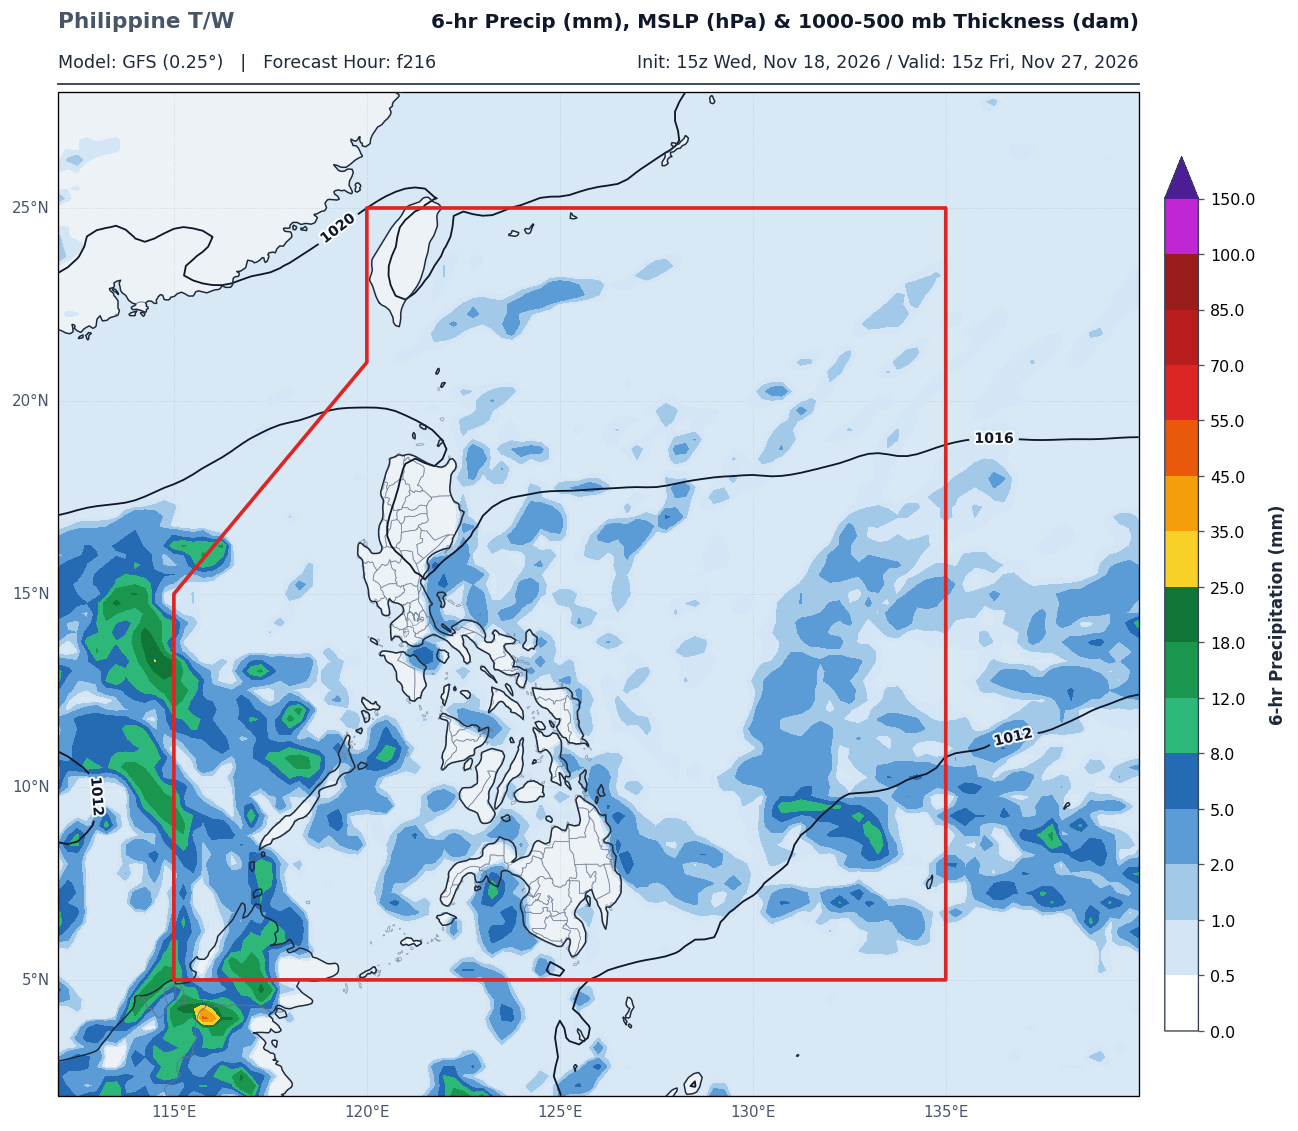 Philippine T/W
6-hr Precip (mm), MSLP (hPa) & 1000-500 mb Thickness (dam)
Model: GFS (0.25°) | Forecast Hour: f216
Init: 15z Wed, Nov 18, 2026 / Valid: 15z Fri, Nov 27, 2026
25°N
20°N
15°N
10°N
5°N
115°E
120°E
125°E
130°E
135°E
1020
1016
1012
1012
150.0
100.0
85.0
70.0
55.0
45.0
35.0
25.0
18.0
12.0
8.0
5.0
2.0
1.0
0.5
0.0
6-hr Precipitation (mm)